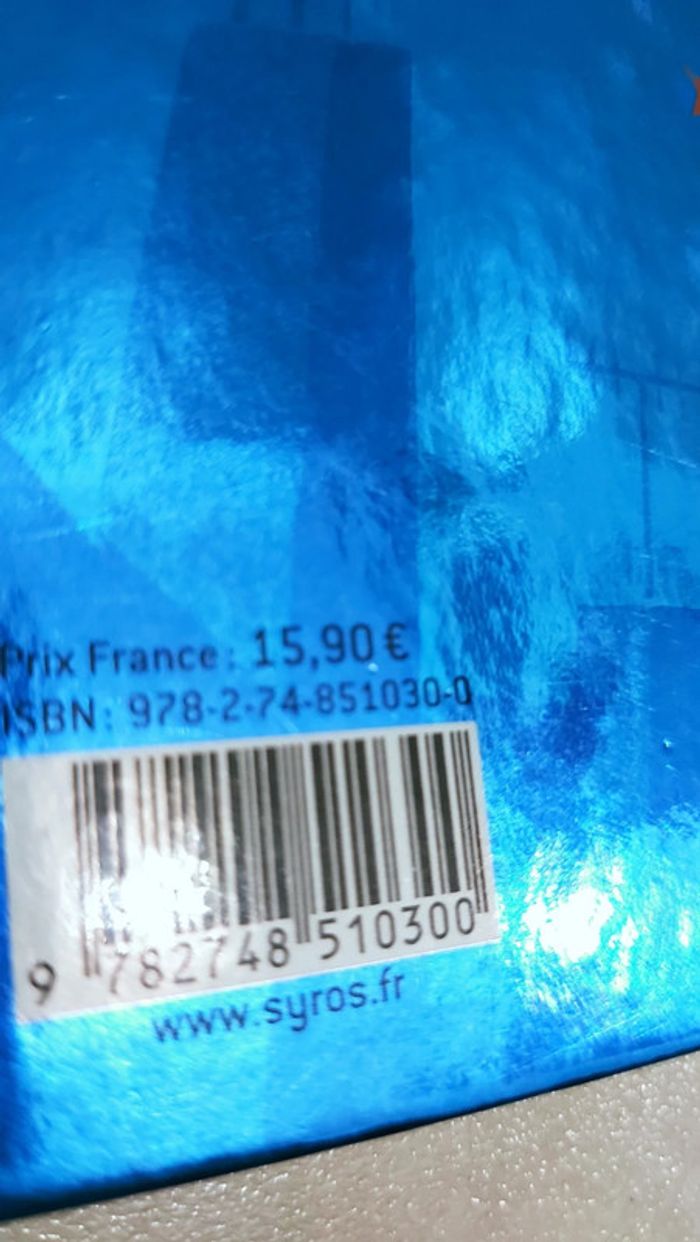 Prix France : 15,90 €
ISBN : 978-2-74-851030-0
9 782748 510300
www.syros.fr